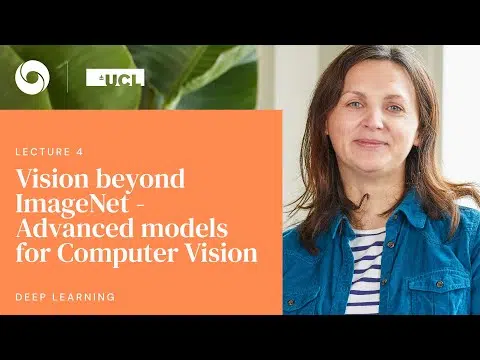 UCL
LECTURE 4
Vision beyond
ImageNet -
Advanced models
for Computer Vision
DEEP LEARNING